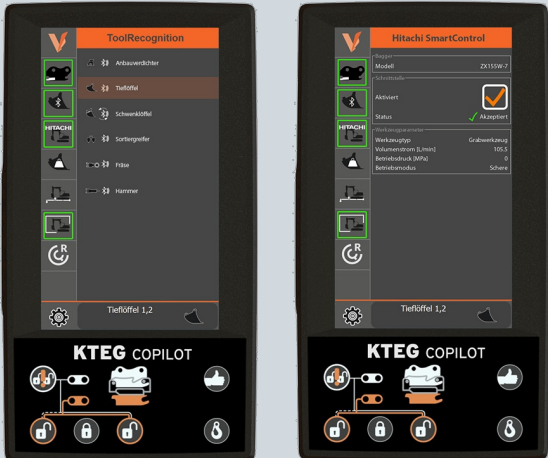 ToolRecognition
Anbauverdichter
Tieflöffel
Schwenklöffel
HITACHI
Sortiergreifer
Fräse
Hammer
R
Tieflöffel 1,2
KTEG COPILOT
Hitachi SmartControl
Bagger
Modell ZX155W-7
Schnittstelle
Aktiviert
Status Akzeptiert
HITACHI
Werkzeugparameter
Werkzeugtyp Grabwerkzeug
Volumenstrom [L/min] 105.5
Betriebsdruck [MPa] 0
Betriebsmodus Schere
R
Tieflöffel 1,2
KTEG COPILOT